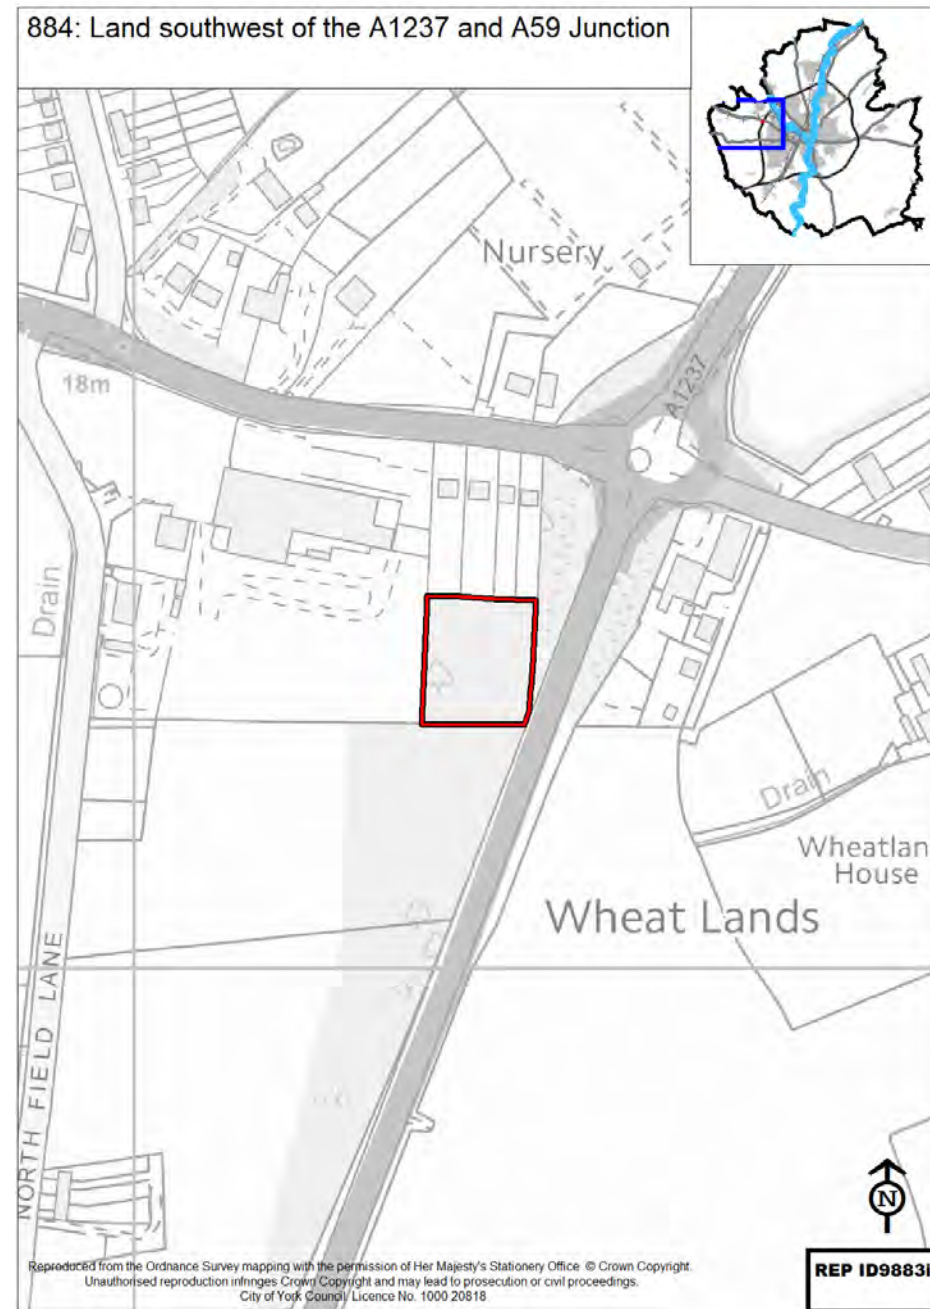 884: Land southwest of the A1237 and A59 Junction
Nursery
A1237
18m
Drain
Drain
Wheatlan
House
Wheat Lands
NORTH FIELD LANE
N
Reproduced from the Ordnance Survey mapping with the permission of Her Majesty's Stationery Office © Crown Copyright.
Unauthorised reproduction infringes Crown Copyright and may lead to prosecution or civil proceedings.
City of York Council Licence No. 1000 20818
REP ID9883i